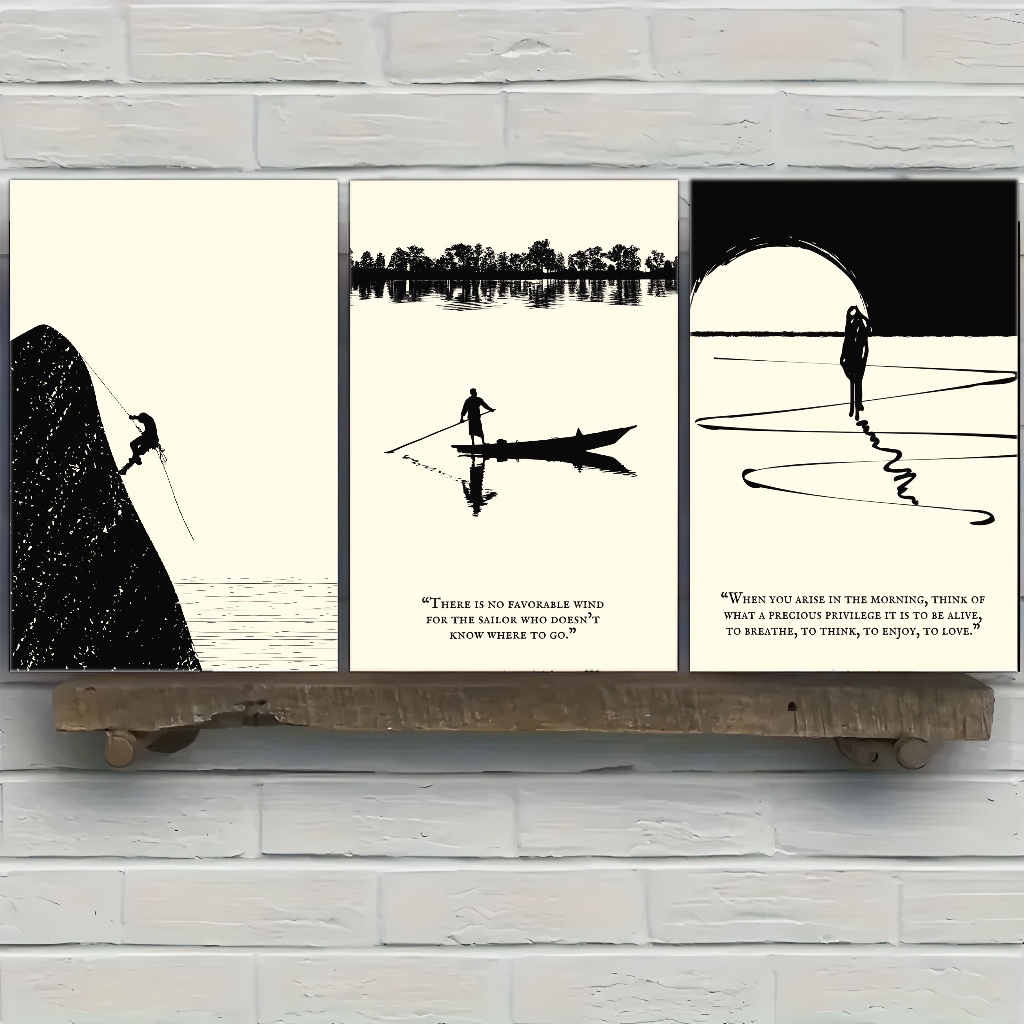 “There is no favorable wind
for the sailor who doesn’t
know where to go.”
“When you arise in the morning, think of
what a precious privilege it is to be alive,
to breathe, to think, to enjoy, to love.”